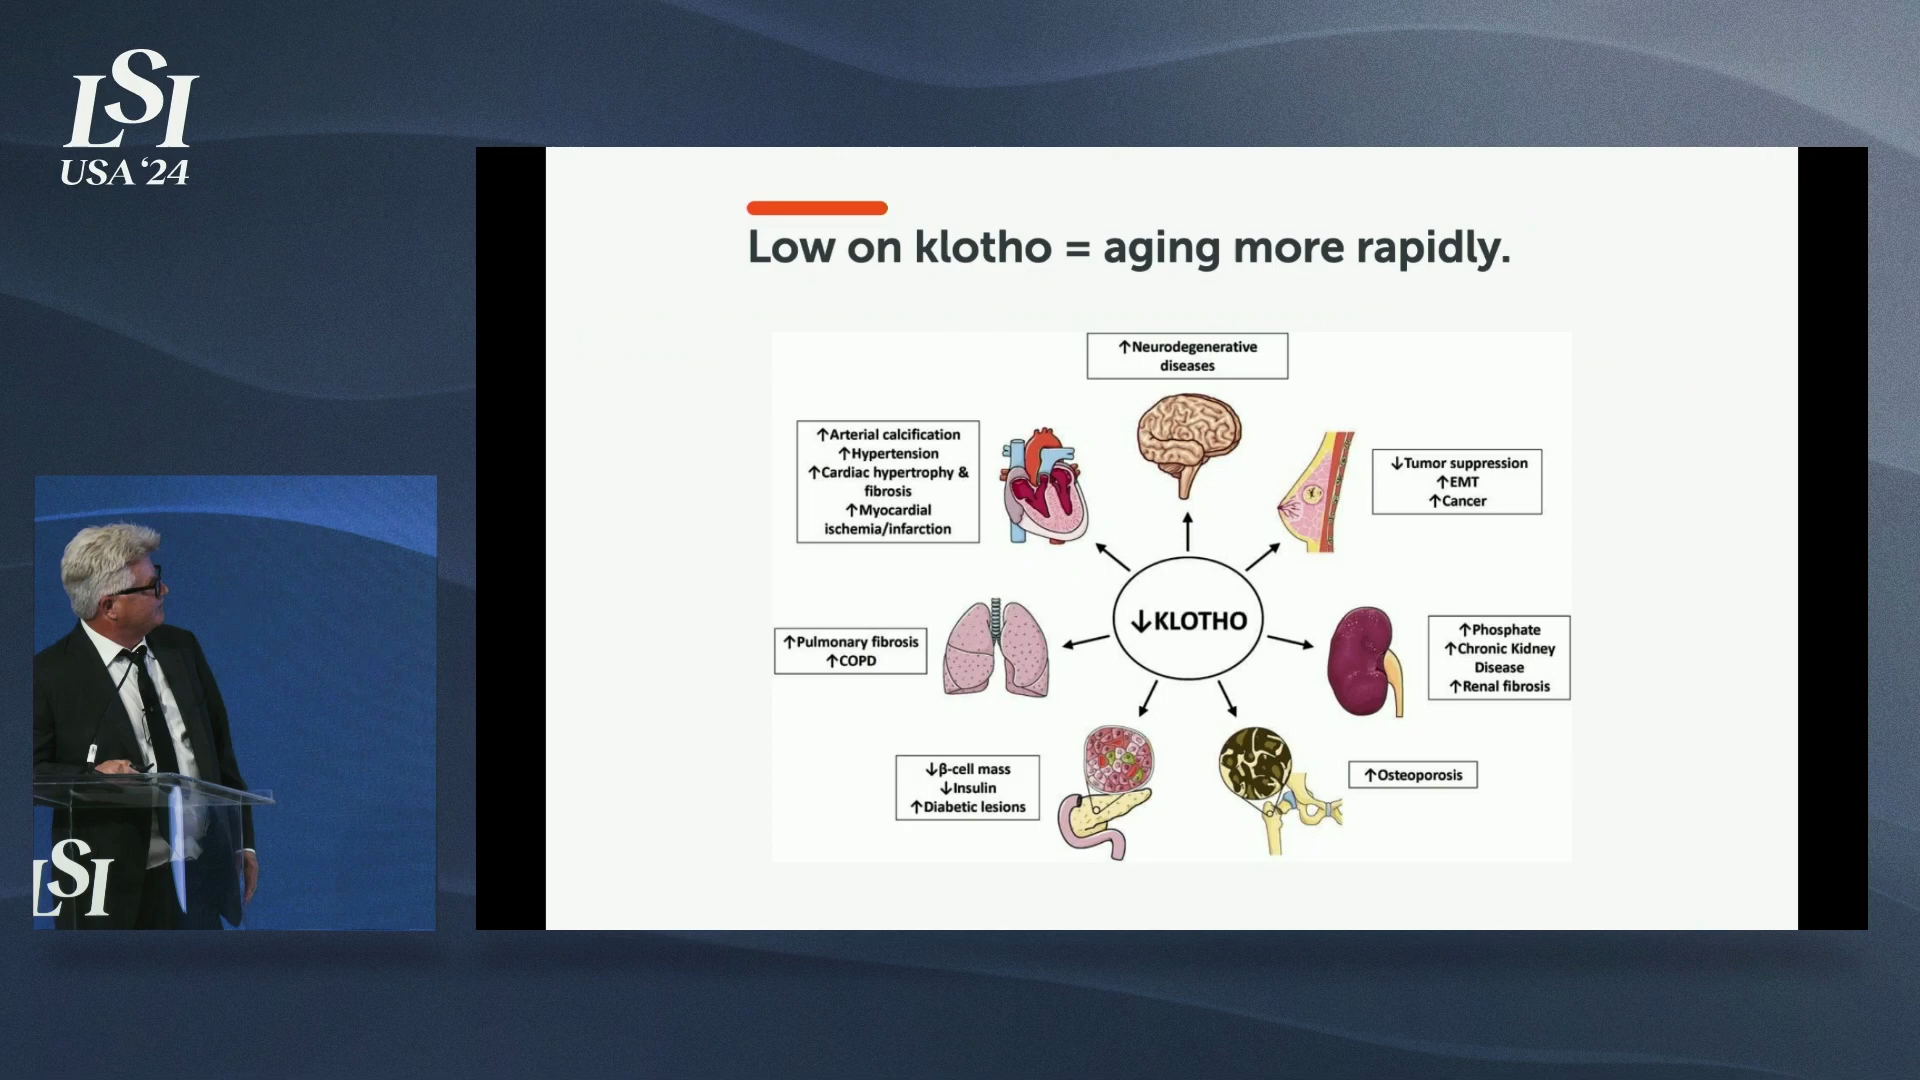 LSI
USA ‘24
Low on klotho = aging more rapidly.
↑Neurodegenerative
diseases
↑Arterial calcification
↑Hypertension
↑Cardiac hypertrophy &
fibrosis
↑Myocardial
ischemia/infarction
↓Tumor suppression
↑EMT
↑Cancer
↓KLOTHO
↑Pulmonary fibrosis
↑COPD
↑Phosphate
↑Chronic Kidney
Disease
↑Renal fibrosis
↓β-cell mass
↓Insulin
↑Diabetic lesions
↑Osteoporosis
LSI